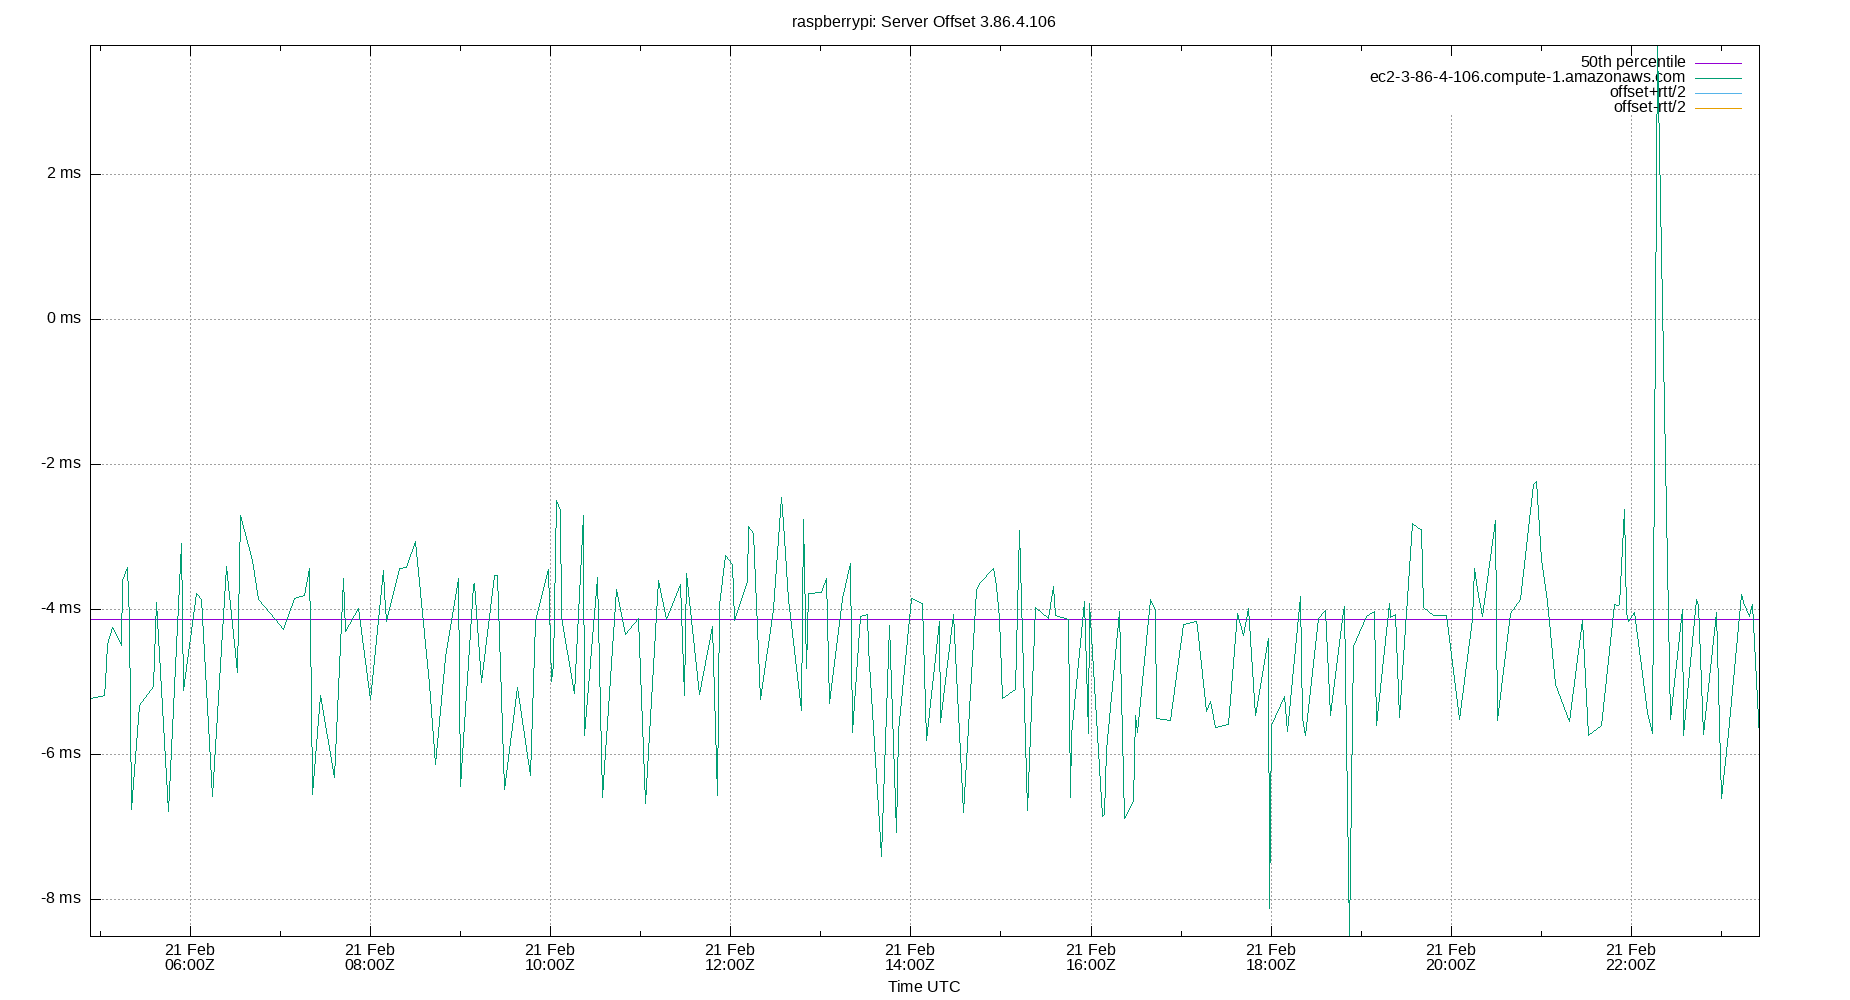 raspberrypi: Server Offset 3.86.4.106
50th percentile
ec2-3-86-4-106.compute-1.amazonaws.com
offset+rtt/2
offset-rtt/2
2 ms
0 ms
-2 ms
-4 ms
-6 ms
-8 ms
21 Feb 21 Feb 21 Feb 21 Feb 21 Feb 21 Feb 21 Feb 21 Feb 21 Feb
06:00Z 08:00Z 10:00Z 12:00Z 14:00Z 16:00Z 18:00Z 20:00Z 22:00Z
Time UTC